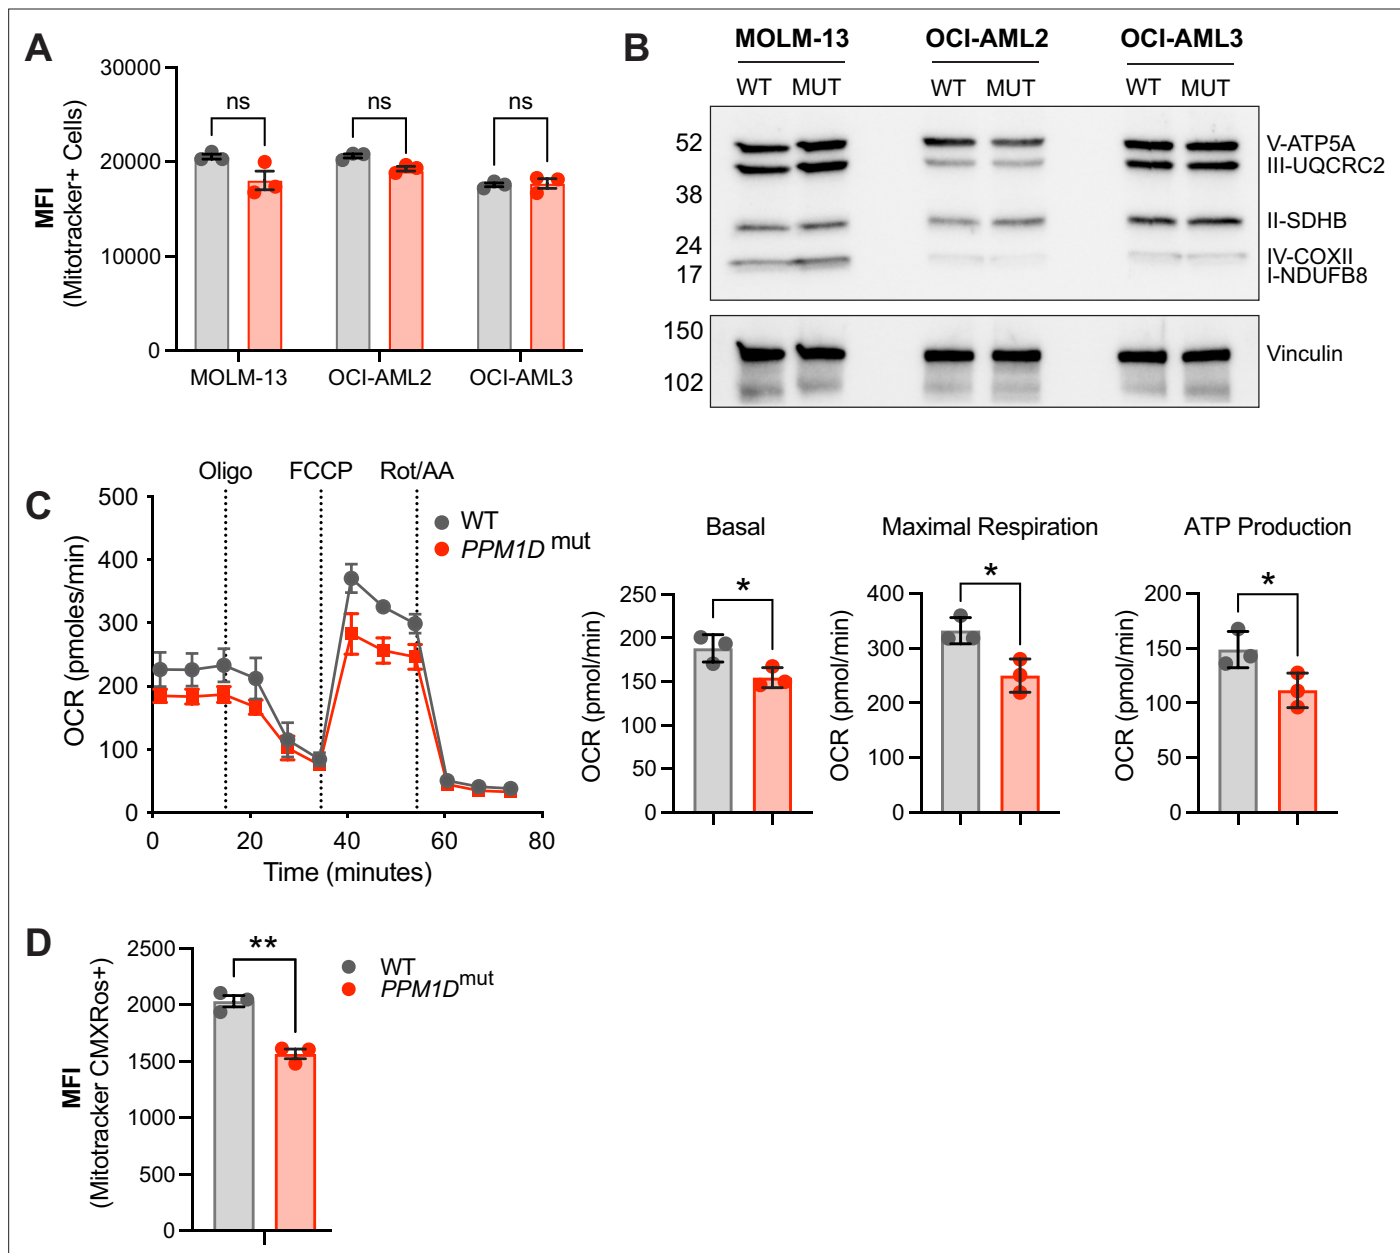 A
30000
20000
10000
0
MFI
(Mitotracker+ Cells)
ns
ns
ns
MOLM-13
OCI-AML2
OCI-AML3
B
MOLM-13
OCI-AML2
OCI-AML3
WT MUT
WT MUT
WT MUT
52
38
24
17
V-ATP5A
III-UQCRC2
II-SDHB
IV-COXII
I-NDUFB8
150
102
Vinculin
C
Oligo
FCCP
Rot/AA
500
400
300
200
100
0
OCR (pmoles/min)
0
20
40
60
80
Time (minutes)
WT
PPM1D mut
Basal
*
250
200
150
100
50
0
OCR (pmol/min)
Maximal Respiration
*
400
300
200
100
0
OCR (pmol/min)
ATP Production
*
200
150
100
50
0
OCR (pmol/min)
D
2500
2000
1500
1000
500
0
MFI
(Mitotracker CMXRos+)
**
WT
PPM1D mut